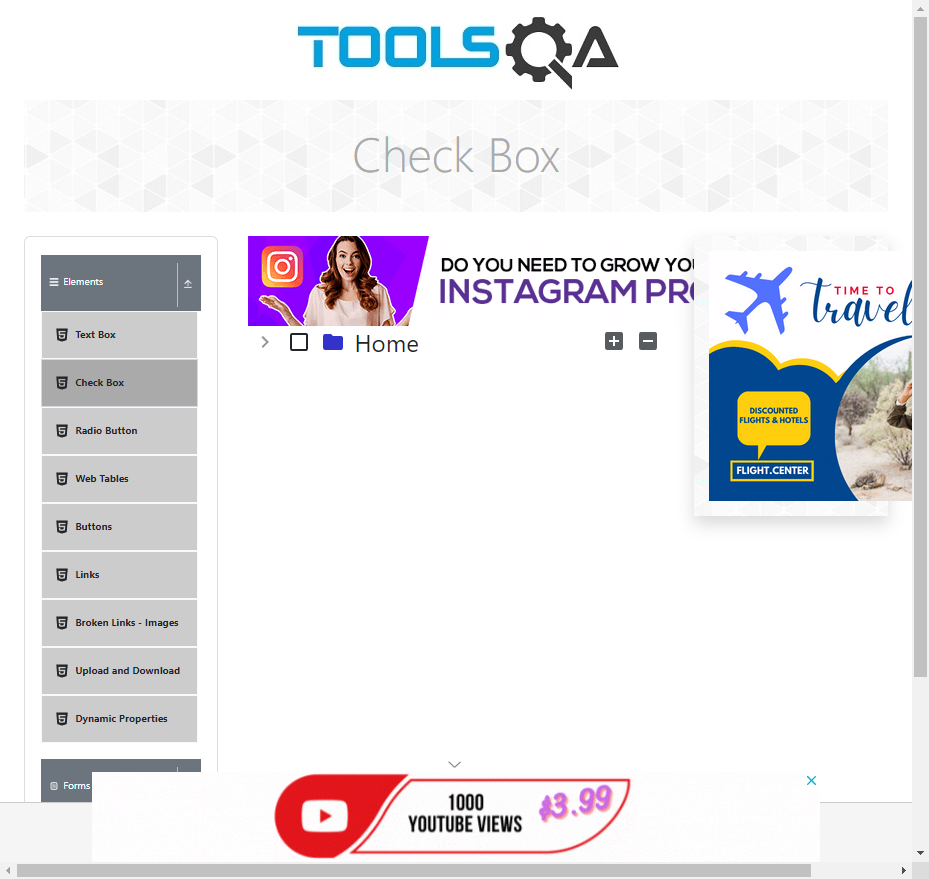 TOOLSQA
Check Box
Elements
Text Box
Check Box
Radio Button
Web Tables
Buttons
Links
Broken Links - Images
Upload and Download
Dynamic Properties
Forms
DO YOU NEED TO GROW YOU
INSTAGRAM PRO
Home
TIME TO
travel
DISCOUNTED
FLIGHTS & HOTELS
FLIGHT.CENTER
1000
YOUTUBE VIEWS
$3.99